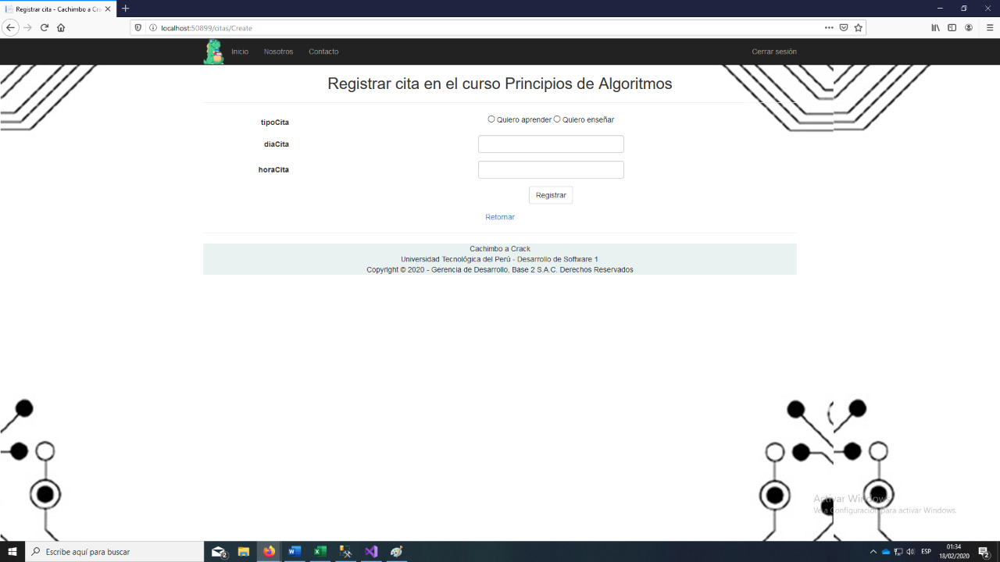 Registrar cita - Cachimbo a Cra
localhost:50899/citas/Create
Inicio Nosotros Contacto Cerrar sesión
Registrar cita en el curso Principios de Algoritmos
tipoCita Quiero aprender Quiero enseñar
diaCita
horaCita
Registrar
Retornar
Cachimbo a Crack
Universidad Tecnológica del Perú - Desarrollo de Software 1
Copyright © 2020 - Gerencia de Desarrollo, Base 2 S.A.C. Derechos Reservados
Activar Windows
Ve a Configuración para activar Windows.
Escribe aquí para buscar
2
ESP
01:34
18/02/2020
2